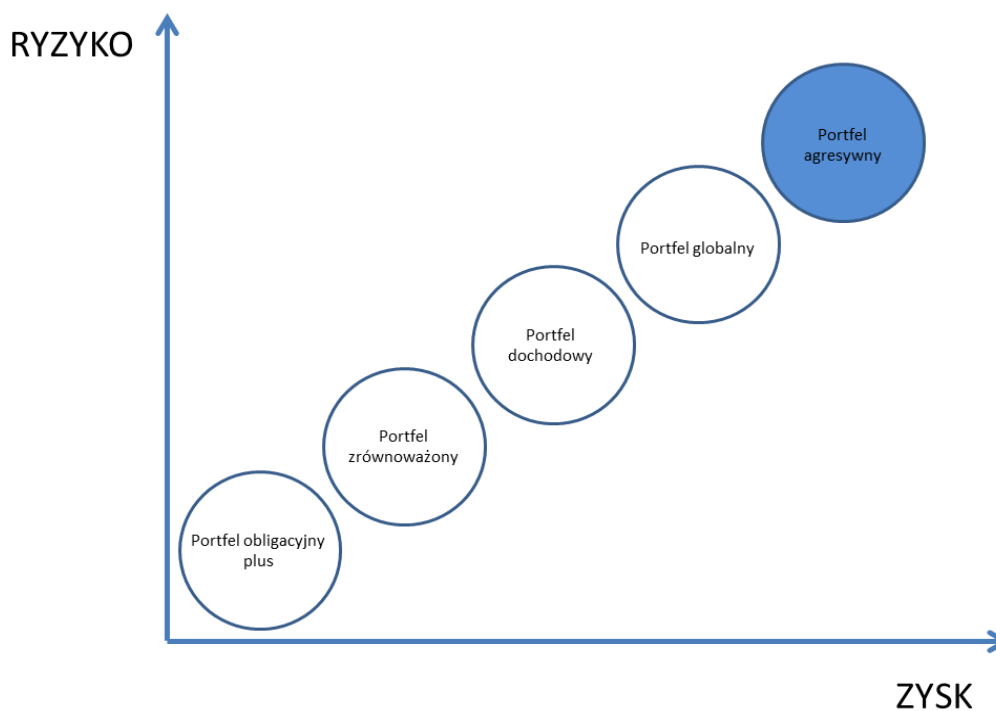 RYZYKO
Portfel
agresywny
Portfel globalny
Portfel
dochodowy
Portfel
zrównoważony
Portfel obligacyjny
plus
ZYSK